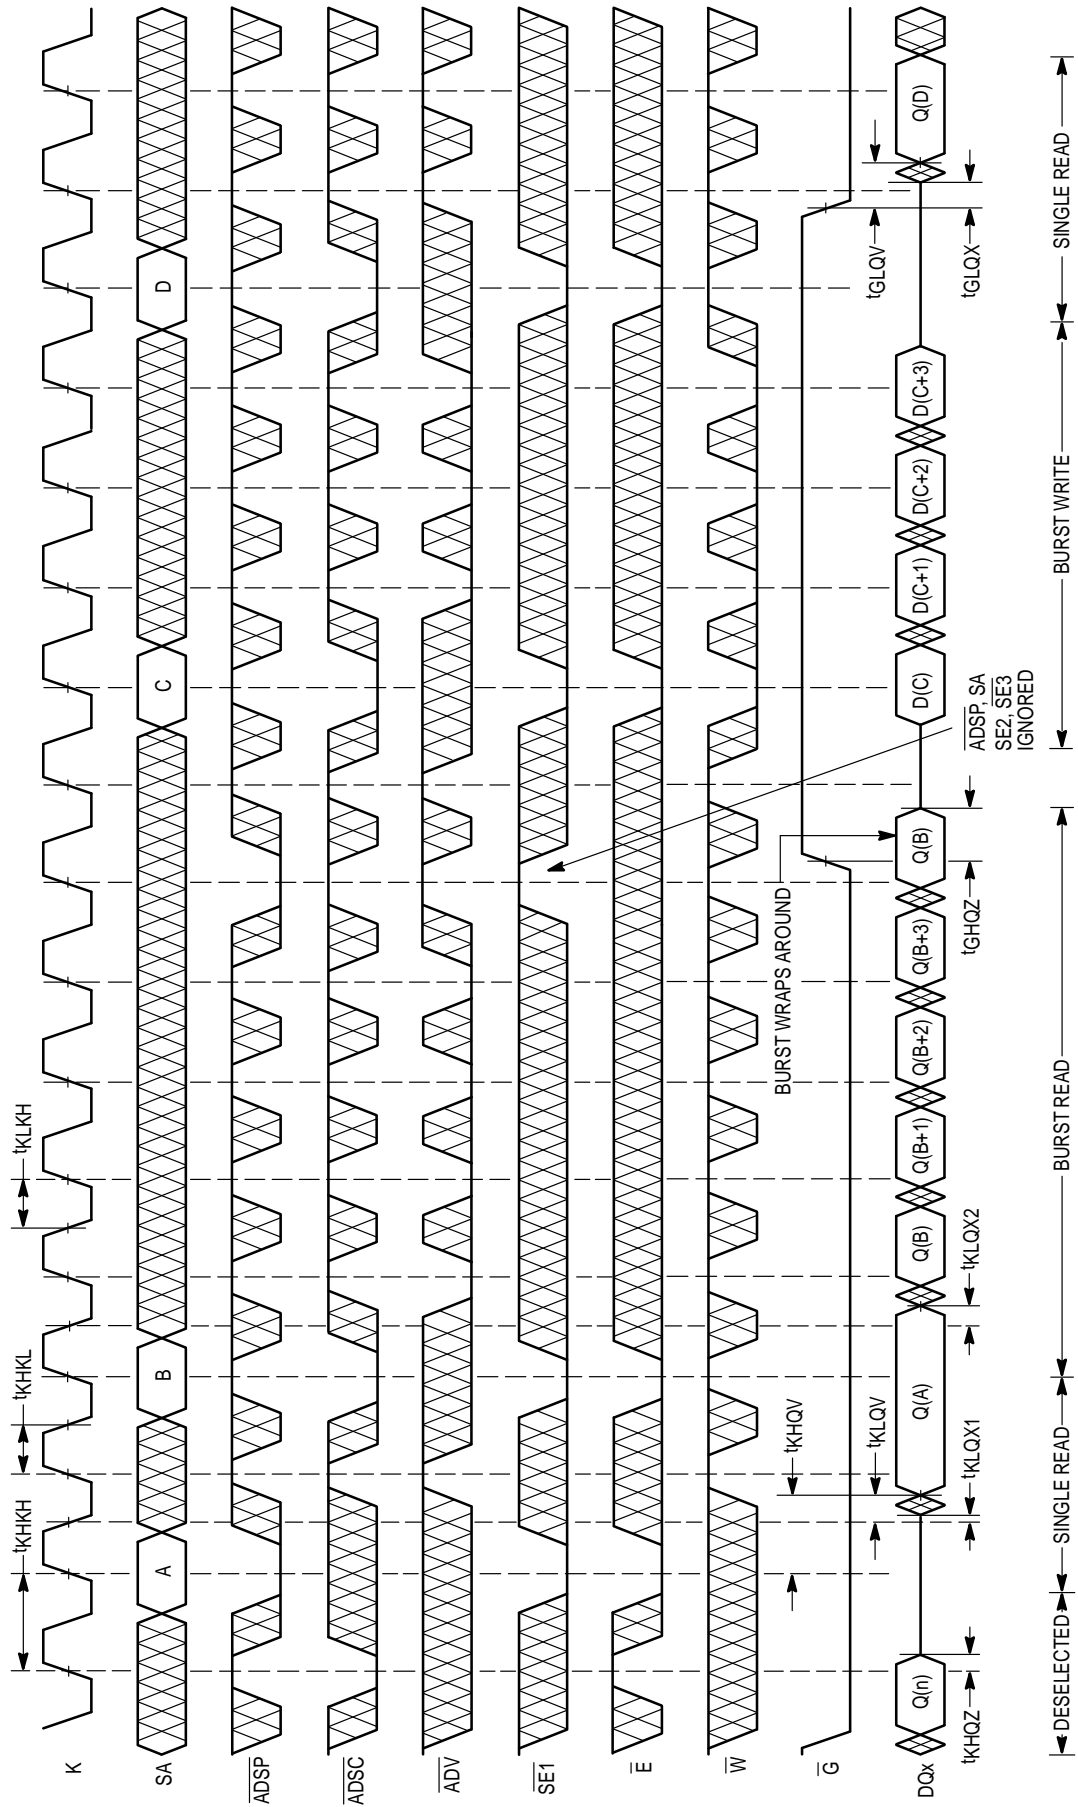 tKHKH
tKHKL
tKLKH
K
SA
A
B
C
D
ADSP
ADSC
ADV
SE1
E
W
G
tKHQV
BURST WRAPS AROUND
tKLQV
tGLQV
DQx
Q(n)
Q(A)
Q(B)
Q(B+1)
Q(B+2)
Q(B+3)
Q(B)
D(C)
D(C+1)
D(C+2)
D(C+3)
Q(D)
tKHQZ
tKLQX1
tKLQX2
tGHQZ
ADSP, SA
SE2, SE3
IGNORED
tGLQX
DESELECTED
SINGLE READ
BURST READ
BURST WRITE
SINGLE READ